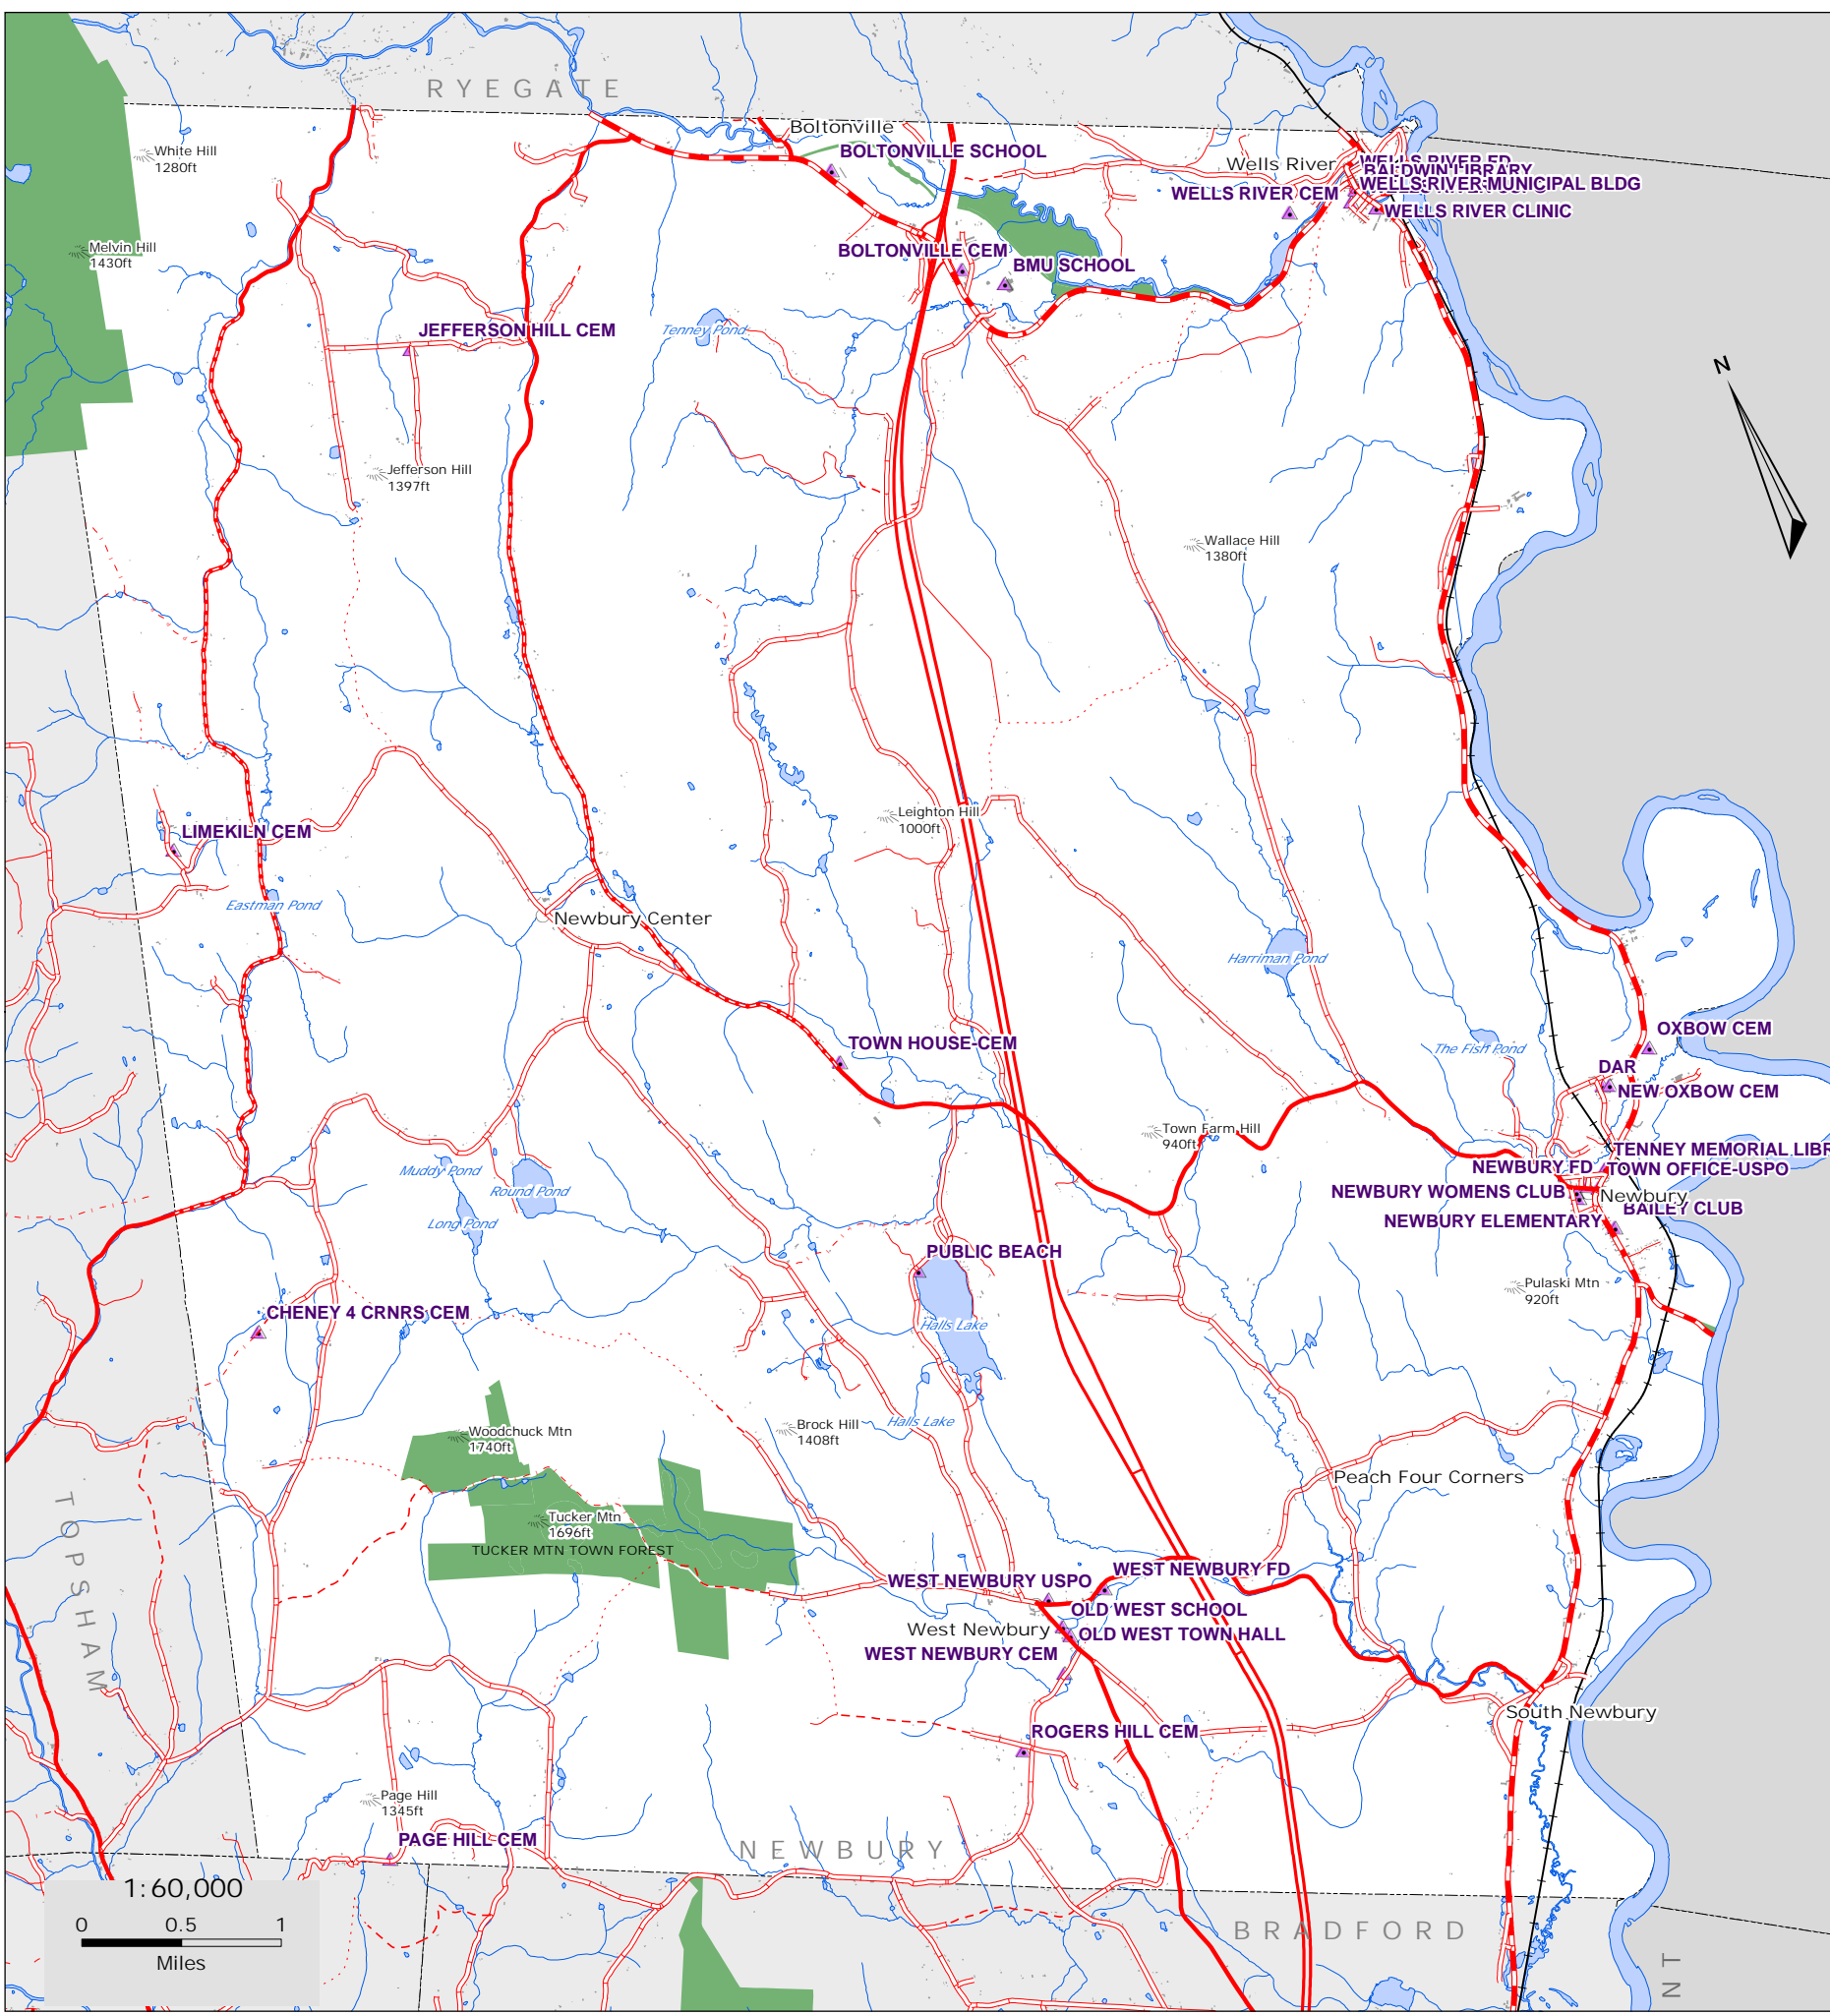 RYEGATE
Boltonville
BOLTONVILLE SCHOOL
White Hill
1280ft
Wells River
WELLS RIVER FD
BALDWIN LIBRARY
WELLS RIVER MUNICIPAL BLDG
WELLS RIVER CEM
WELLS RIVER CLINIC
Melvin Hill
1430ft
BOLTONVILLE CEM
BMU SCHOOL
JEFFERSON HILL CEM
Tenney Pond
N
Jefferson Hill
1397ft
Wallace Hill
1380ft
Leighton Hill
1000ft
LIMEKILN CEM
Eastman Pond
Newbury Center
Harriman Pond
OXBOW CEM
TOWN HOUSE-CEM
The Fish Pond
DAR
NEW OXBOW CEM
Town Farm Hill
940ft
TENNEY MEMORIAL LIBR
NEWBURY FD
TOWN OFFICE-USPO
Muddy Pond
Round Pond
NEWBURY WOMENS CLUB
Newbury
BAILEY CLUB
Long Pond
NEWBURY ELEMENTARY
PUBLIC BEACH
Pulaski Mtn
920ft
CHENEY 4 CRNRS CEM
Halls Lake
Halls Lake
Brock Hill
1408ft
Woodchuck Mtn
1740ft
Peach Four Corners
TOPSHAM
Tucker Mtn
1696ft
TUCKER MTN TOWN FOREST
WEST NEWBURY FD
WEST NEWBURY USPO
OLD WEST SCHOOL
West Newbury
OLD WEST TOWN HALL
WEST NEWBURY CEM
South Newbury
ROGERS HILL CEM
Page Hill
1345ft
PAGE HILL CEM
NEWBURY
1:60,000
0 0.5 1
Miles
BRADFORD
NT